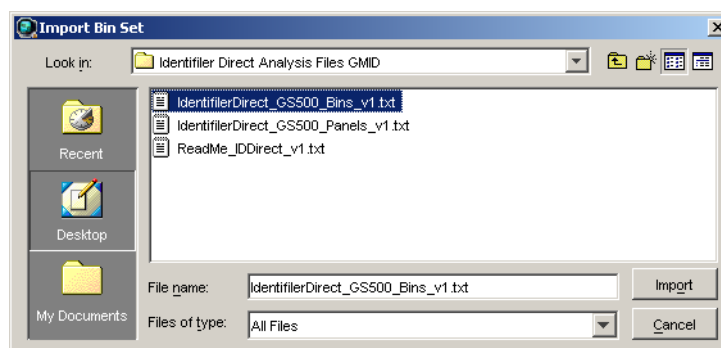 Import Bin Set
Look in: Identifiler Direct Analysis Files GMID
IdentifilerDirect_GS500_Bins_v1.txt
IdentifilerDirect_GS500_Panels_v1.txt
ReadMe_IDDirect_v1.txt
Recent
Desktop
My Documents
File name: IdentifilerDirect_GS500_Bins_v1.txt Import
Files of type: All Files Cancel